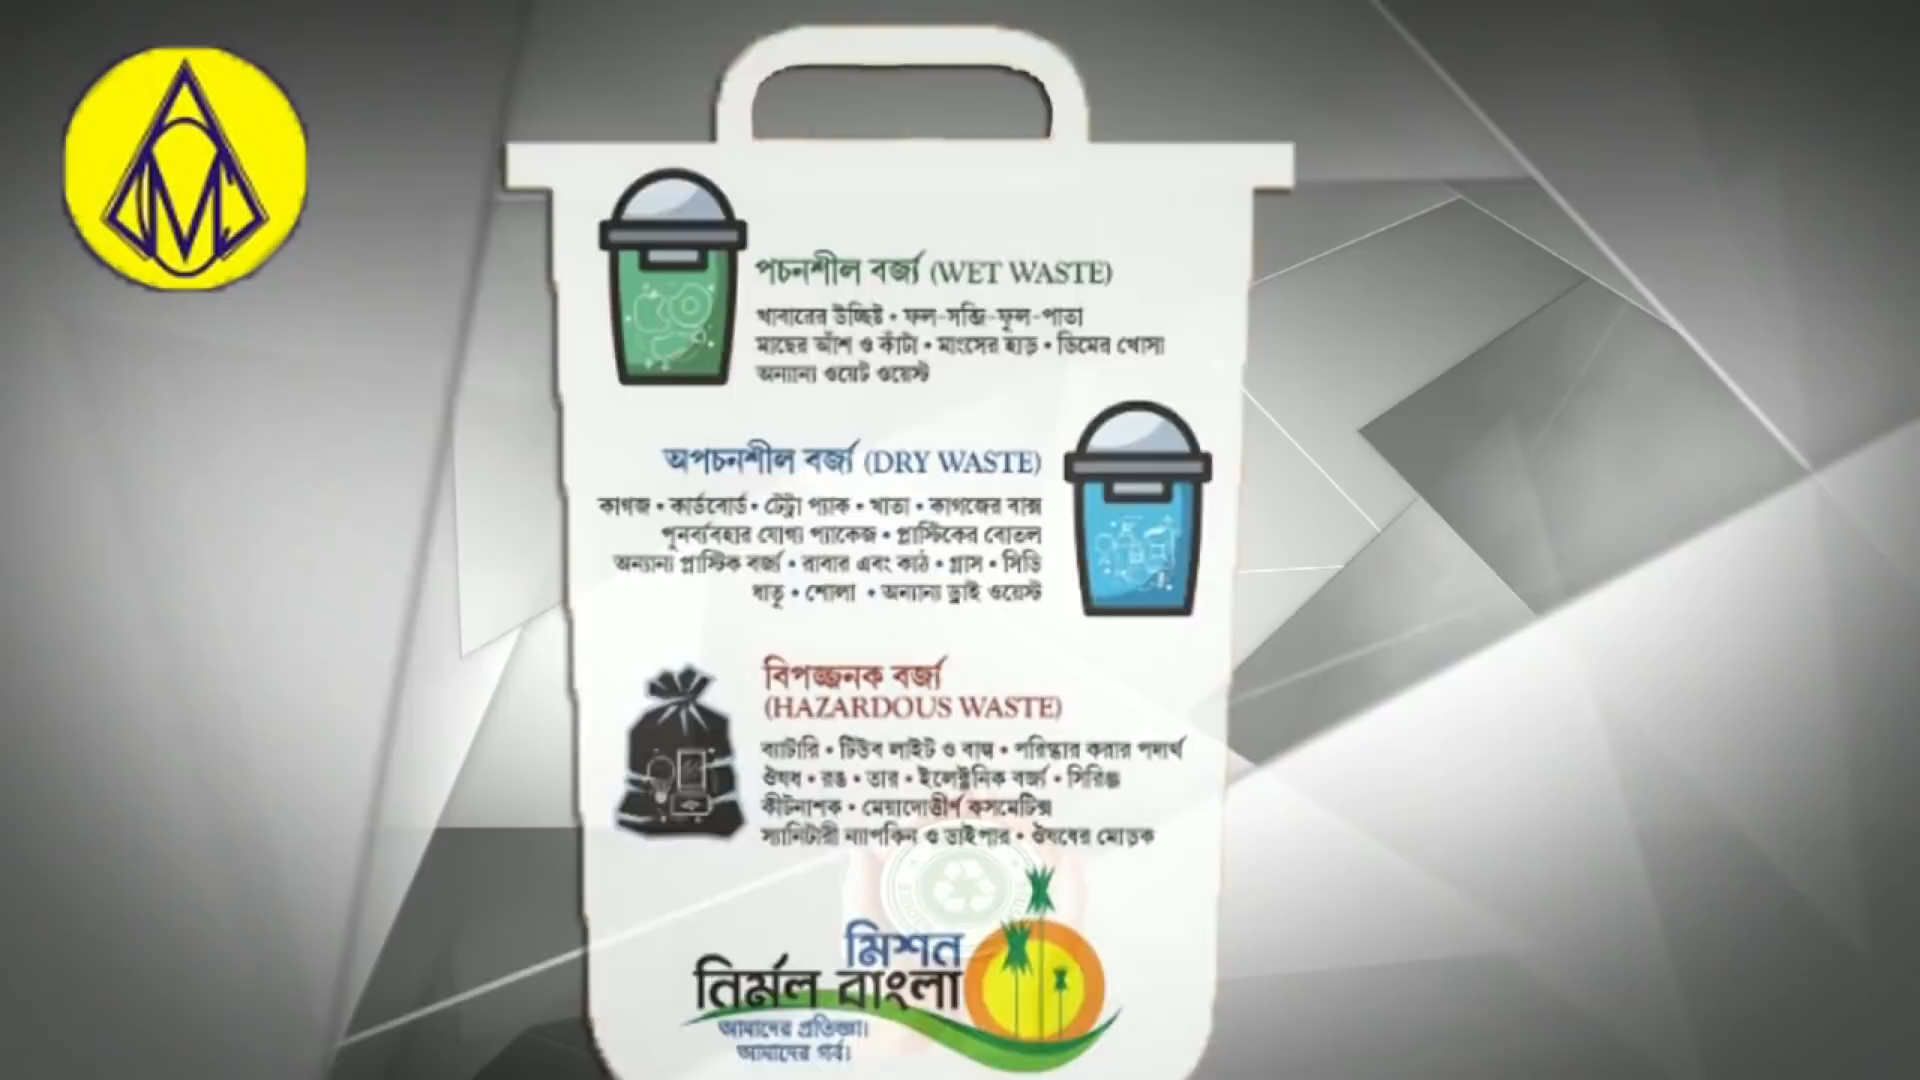 পচনশীল বর্জ্য (WET WASTE)
খাবারের উচ্ছিষ্ট • ফল-সব্জি-ফুল-পাতা
মাছের আঁশ ও কাঁটা • মাংসের হাড় • ডিমের খোসা
অন্যান্য ওয়েট ওয়েস্ট
অপচনশীল বর্জ্য (DRY WASTE)
কাগজ • কার্ডবোর্ড • টেট্রা প্যাক • খাতা • কাগজের বাক্স
পুনর্ব্যবহার যোগ্য প্যাকেজ • প্লাস্টিকের বোতল
অন্যান্য প্লাস্টিক বর্জ্য • রাবার এবং কাঠ • গ্লাস • সিডি
ধাতু • শোলা • অন্যান্য ড্রাই ওয়েস্ট
বিপজ্জনক বর্জ্য
(HAZARDOUS WASTE)
ব্যাটারি • টিউব লাইট ও বাল্ব • পরিষ্কার করার পদার্থ
ঔষধ • রঙ • তার • ইলেক্ট্রনিক বর্জ্য • সিরিঞ্জ
কীটনাশক • মেয়াদোত্তীর্ণ কসমেটিক্স
স্যানিটারী ন্যাপকিন ও ডাইপার • ঔষধের মোড়ক
মিশন
নির্মল বাংলা
আমাদের প্রতিজ্ঞা।
আমাদের গর্ব।